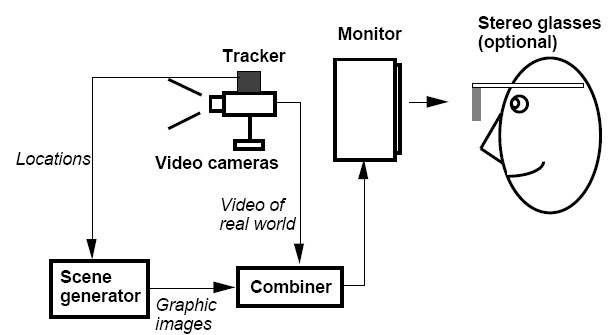 Stereo glasses
(optional)
Monitor
Tracker
Locations
Video cameras
Video of
real world
Scene
generator
Graphic
images
Combiner